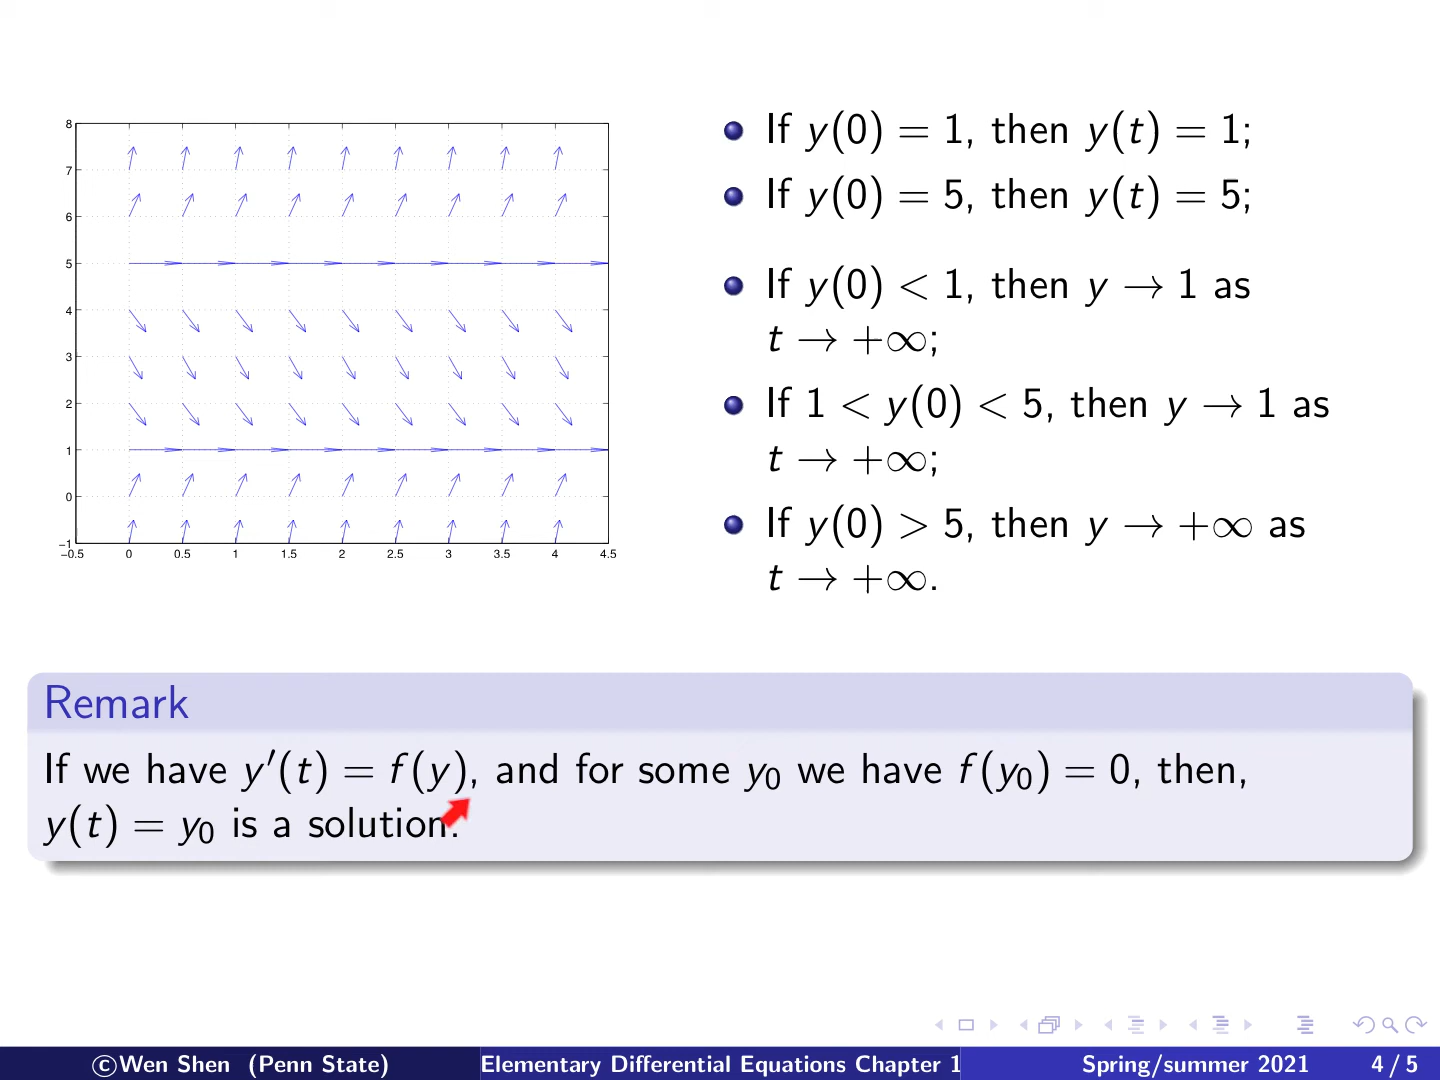 8
7
6
5
4
3
2
1
0
−1
−0.5 0 0.5 1 1.5 2 2.5 3 3.5 4 4.5
If y(0) = 1, then y(t) = 1;
If y(0) = 5, then y(t) = 5;
If y(0) < 1, then y → 1 as
t → +∞;
If 1 < y(0) < 5, then y → 1 as
t → +∞;
If y(0) > 5, then y → +∞ as
t → +∞.
Remark
If we have y′(t) = f(y), and for some y₀ we have f(y₀) = 0, then,
y(t) = y₀ is a solution.
©Wen Shen (Penn State) Elementary Differential Equations Chapter 1 Spring/summer 2021 4 / 5